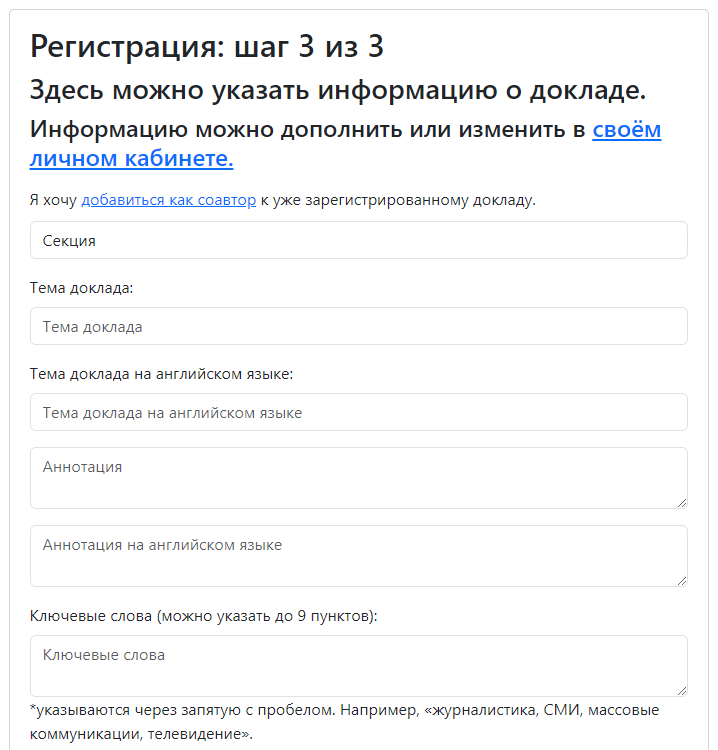 Регистрация: шаг 3 из 3
Здесь можно указать информацию о докладе.
Информацию можно дополнить или изменить в своём
личном кабинете.
Я хочу добавиться как соавтор к уже зарегистрированному докладу.
Секция
Тема доклада:
Тема доклада
Тема доклада на английском языке:
Тема доклада на английском языке
Аннотация
Аннотация на английском языке
Ключевые слова (можно указать до 9 пунктов):
Ключевые слова
*указываются через запятую с пробелом. Например, «журналистика, СМИ, массовые
коммуникации, телевидение».